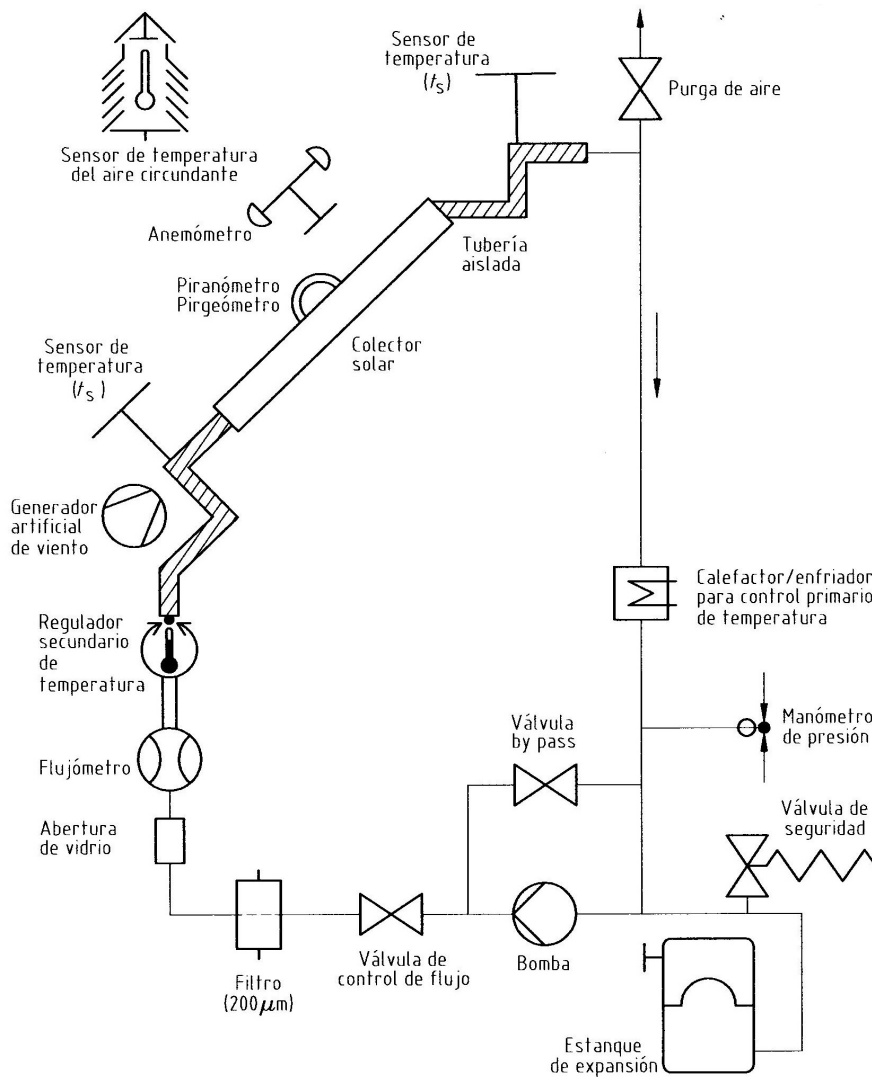 Sensor de
temperatura
(tS)
Purga de aire
Sensor de temperatura
del aire circundante
Anemómetro
Tubería
aislada
Piranómetro
Pirgeómetro
Colector
solar
Sensor de
temperatura
(tS)
Generador
artificial
de viento
Calefactor/enfriador
para control primario
de temperatura
Regulador
secundario
de
temperatura
Válvula
by pass
Manómetro
de presión
Flujómetro
Válvula de
seguridad
Abertura
de vidrio
Filtro
(200µm)
Válvula de
control de flujo
Bomba
Estanque
de expansión